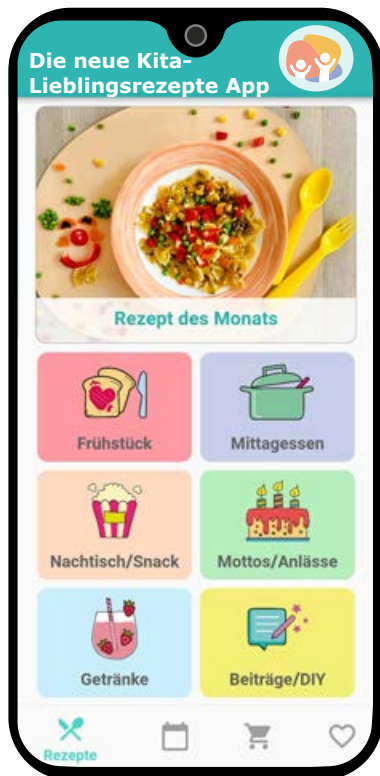 Die neue Kita-
Lieblingsrezepte App
Rezept des Monats
Frühstück
Mittagessen
Nachtisch/Snack
Mottos/Anlässe
Getränke
Beiträge/DIY
Rezepte